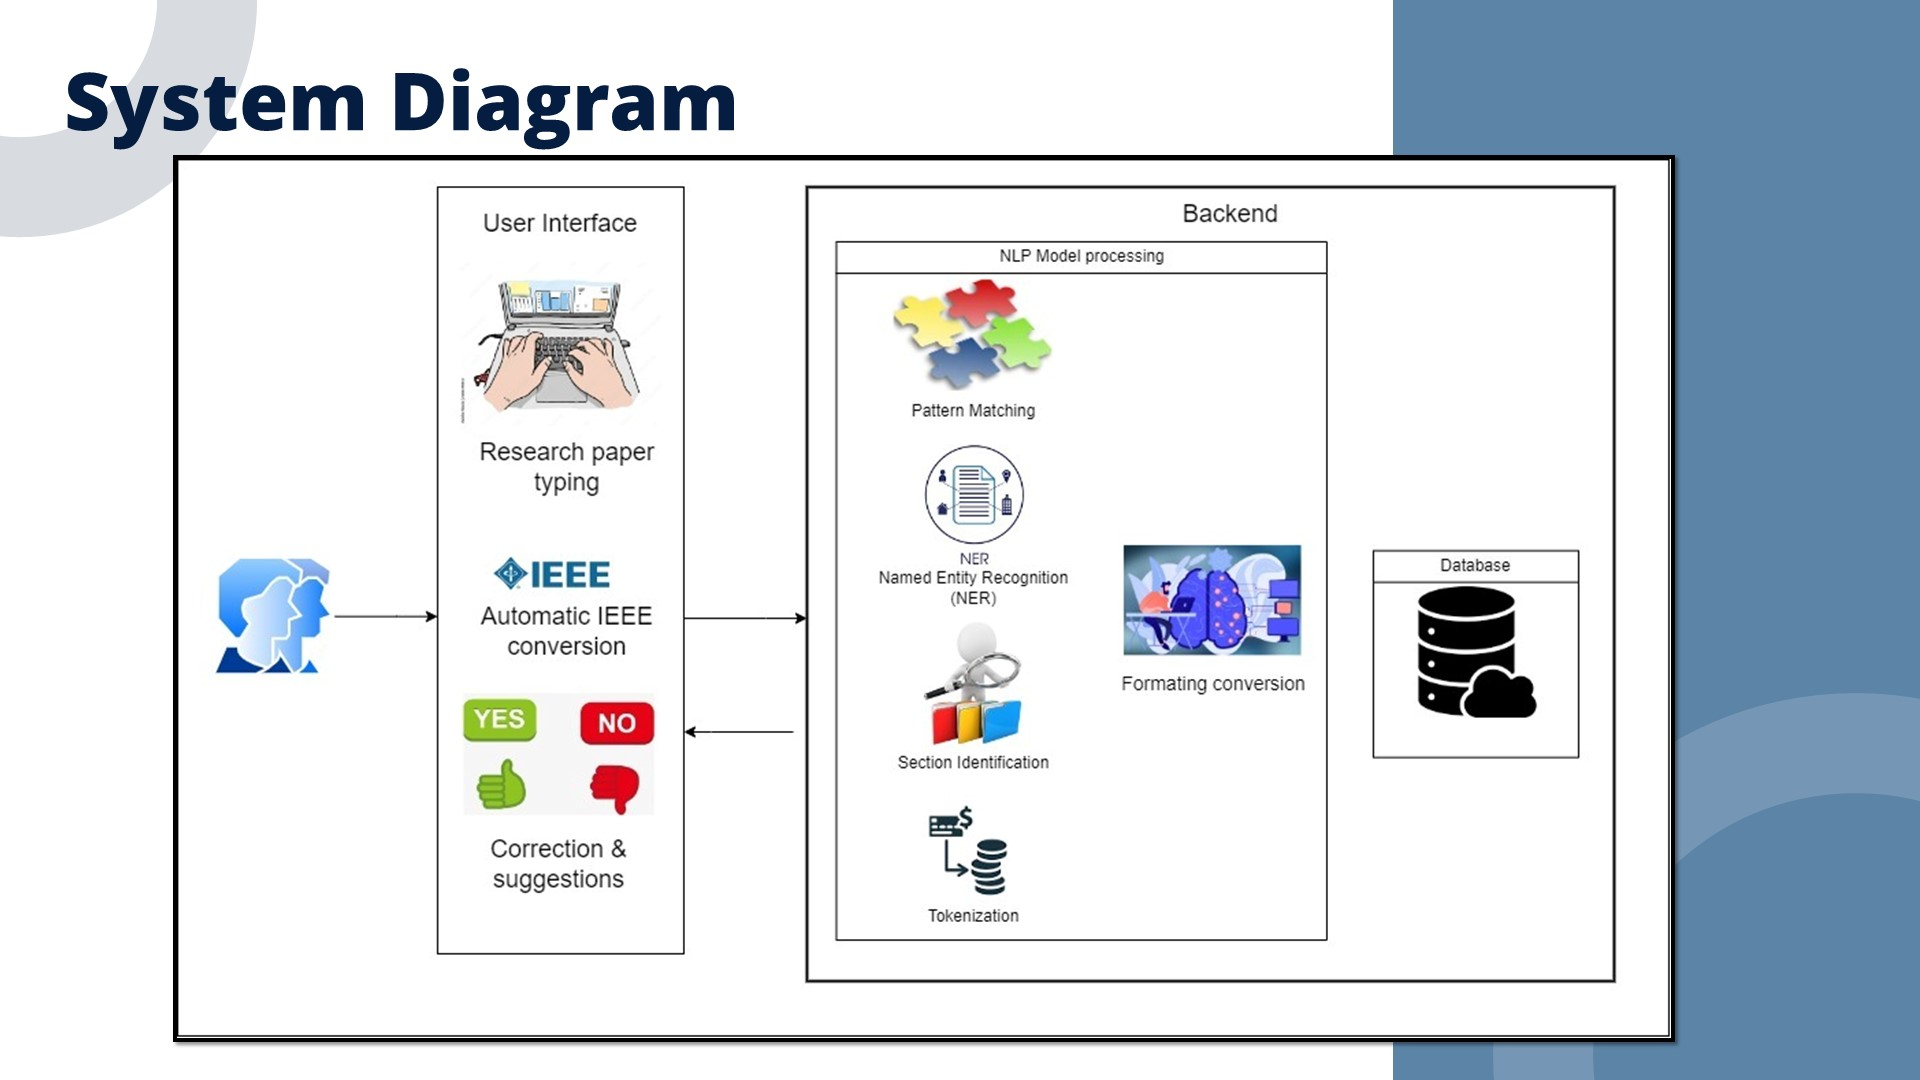 System Diagram
User Interface
Research paper
typing
IEEE
Automatic IEEE
conversion
YES
NO
Correction &
suggestions
Backend
NLP Model processing
Pattern Matching
NER
Named Entity Recognition
(NER)
Section Identification
Tokenization
Formating conversion
Database